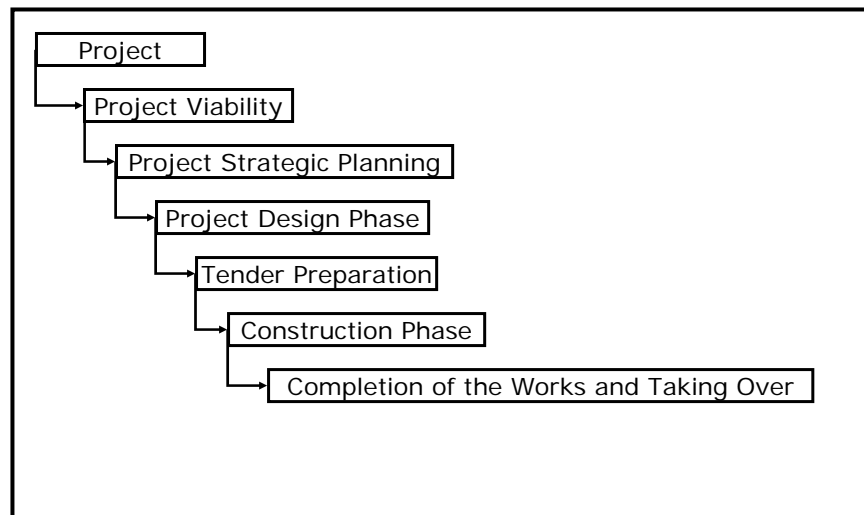 Project
Project Viability
Project Strategic Planning
Project Design Phase
Tender Preparation
Construction Phase
Completion of the Works and Taking Over